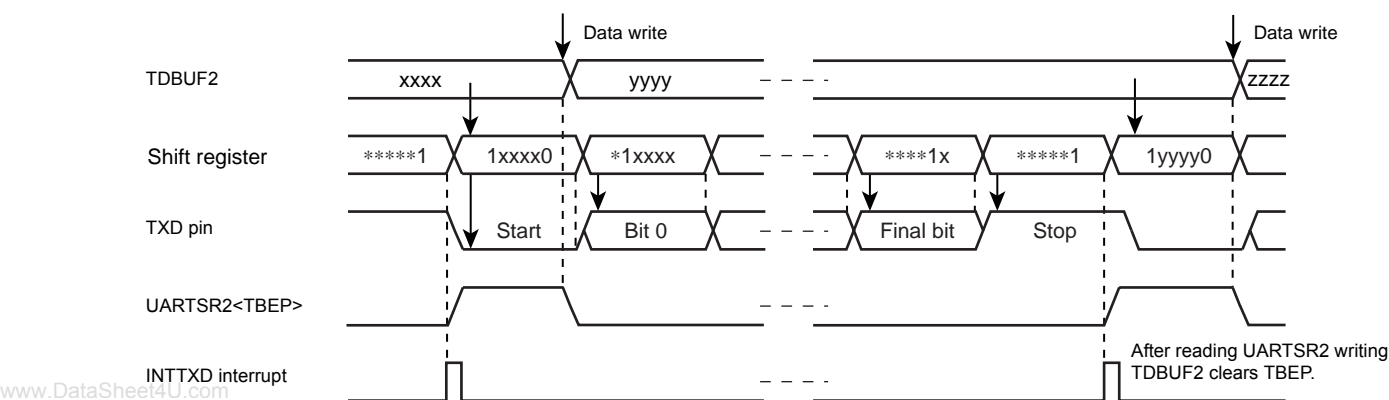 Data write
Data write
TDBUF2
xxxx
yyyy
zzzz
Shift register
*****1
1xxxx0
*1xxxx
****1x
*****1
1yyyy0
TXD pin
Start
Bit 0
Final bit
Stop
UARTSR2<TBEP>
After reading UARTSR2 writing
TDBUF2 clears TBEP.
INTTXD interrupt
www.DataSheet4U.com